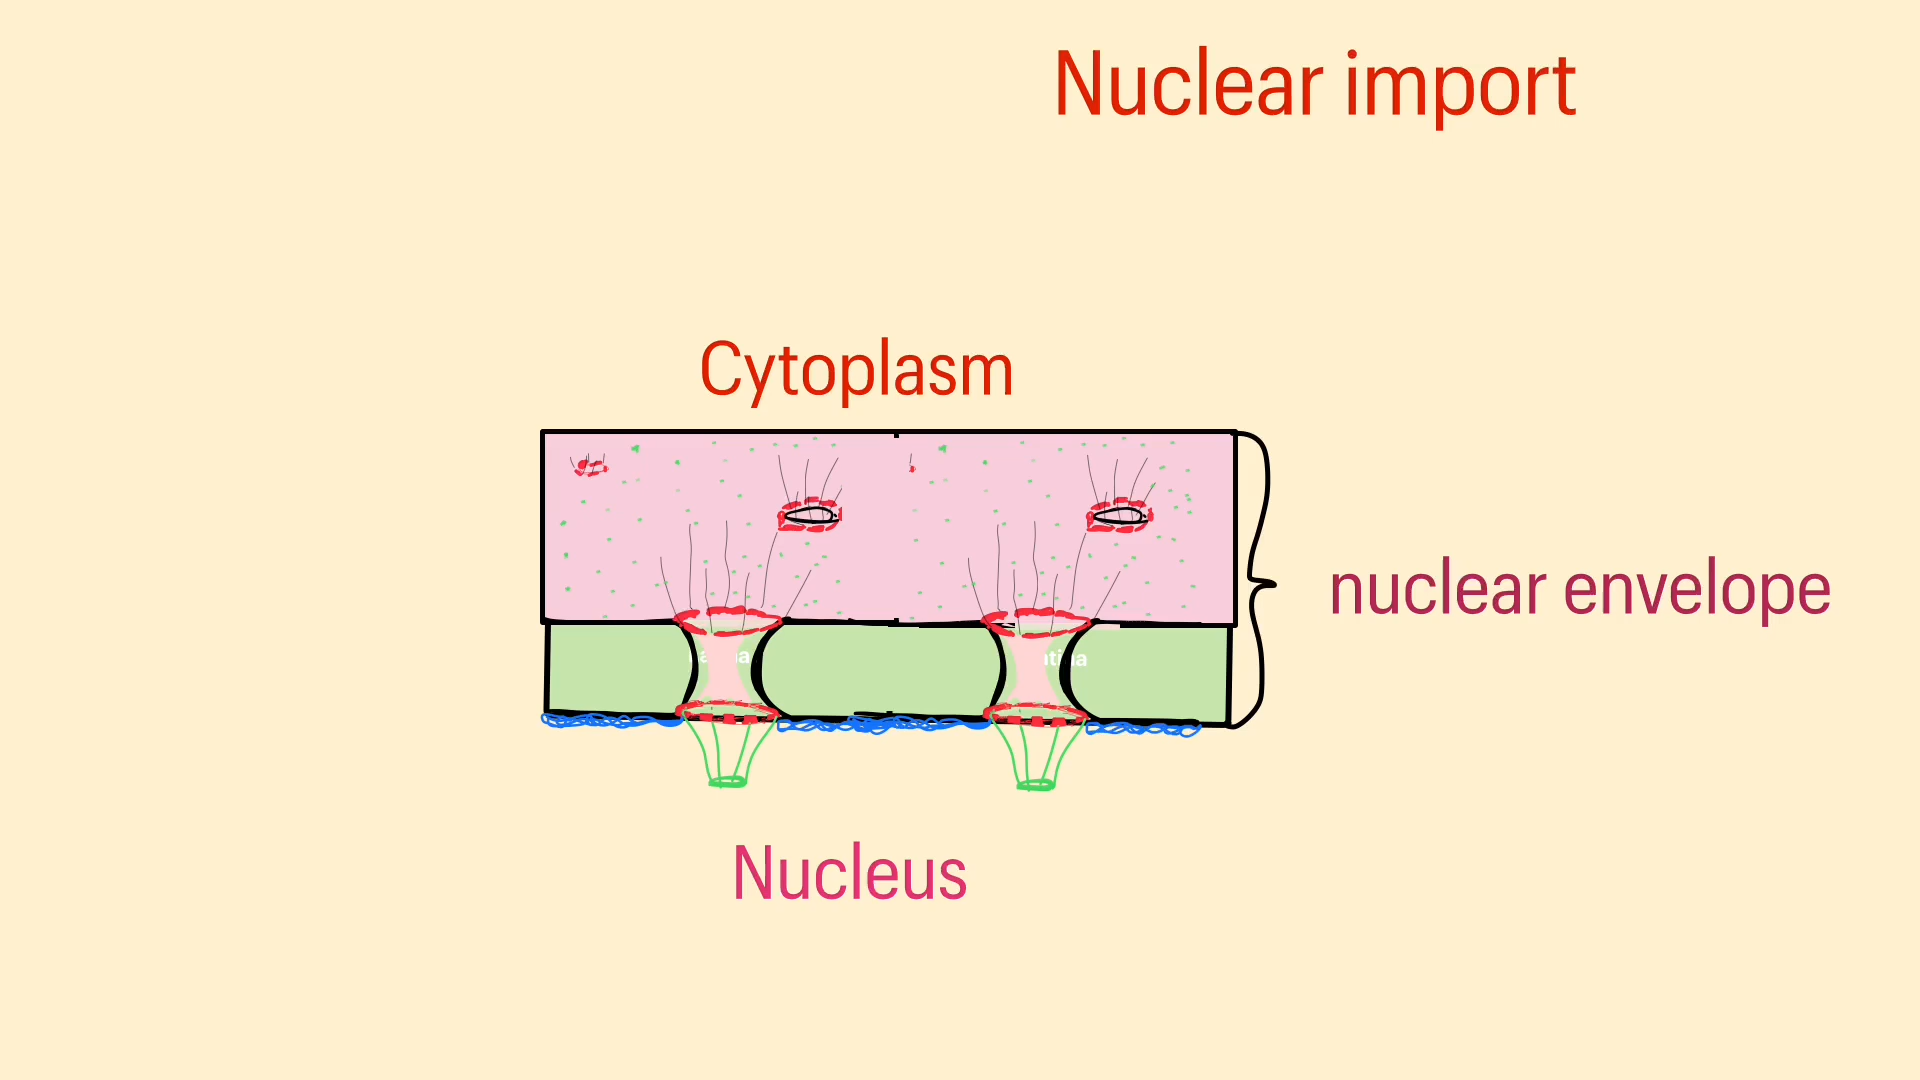 Nuclear import
Cytoplasm
nuclear envelope
Nucleus